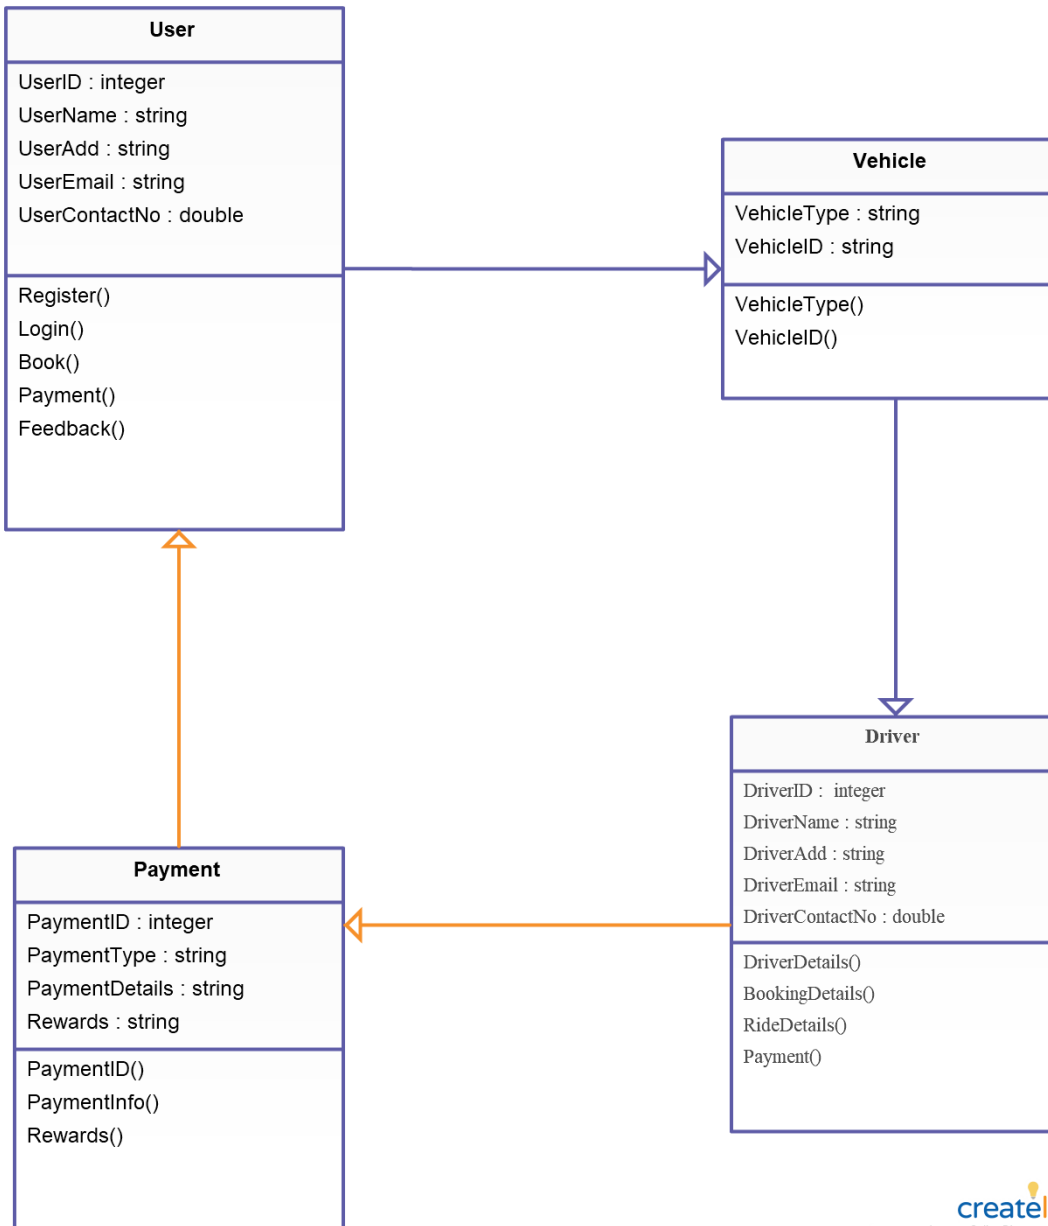 User
UserID : integer
UserName : string
UserAdd : string
UserEmail : string
UserContactNo : double
Register()
Login()
Book()
Payment()
Feedback()
Vehicle
VehicleType : string
VehicleID : string
VehicleType()
VehicleID()
Driver
DriverID : integer
DriverName : string
DriverAdd : string
DriverEmail : string
DriverContactNo : double
DriverDetails()
BookingDetails()
RideDetails()
Payment()
Payment
PaymentID : integer
PaymentType : string
PaymentDetails : string
Rewards : string
PaymentID()
PaymentInfo()
Rewards()
create